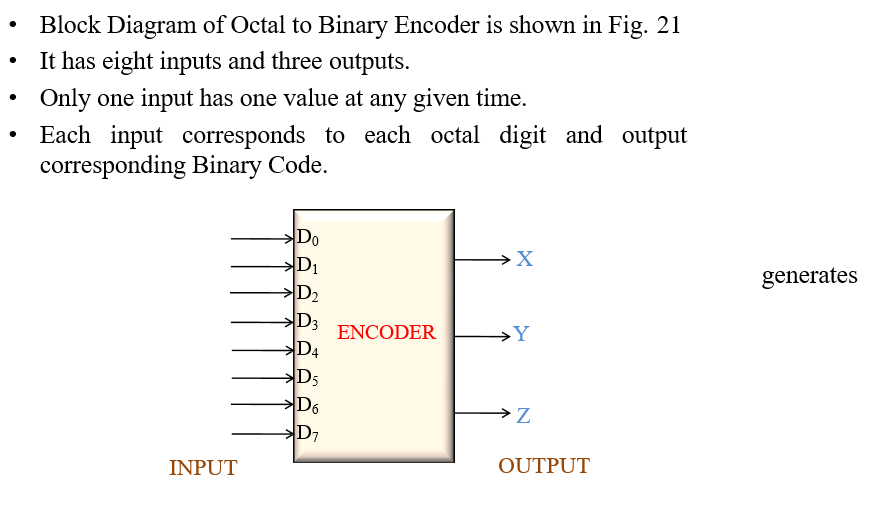 • Block Diagram of Octal to Binary Encoder is shown in Fig. 21
• It has eight inputs and three outputs.
• Only one input has one value at any given time.
• Each input corresponds to each octal digit and output
corresponding Binary Code.
generates
D0
D1
D2
D3
D4
D5
D6
D7
ENCODER
X
Y
Z
INPUT
OUTPUT